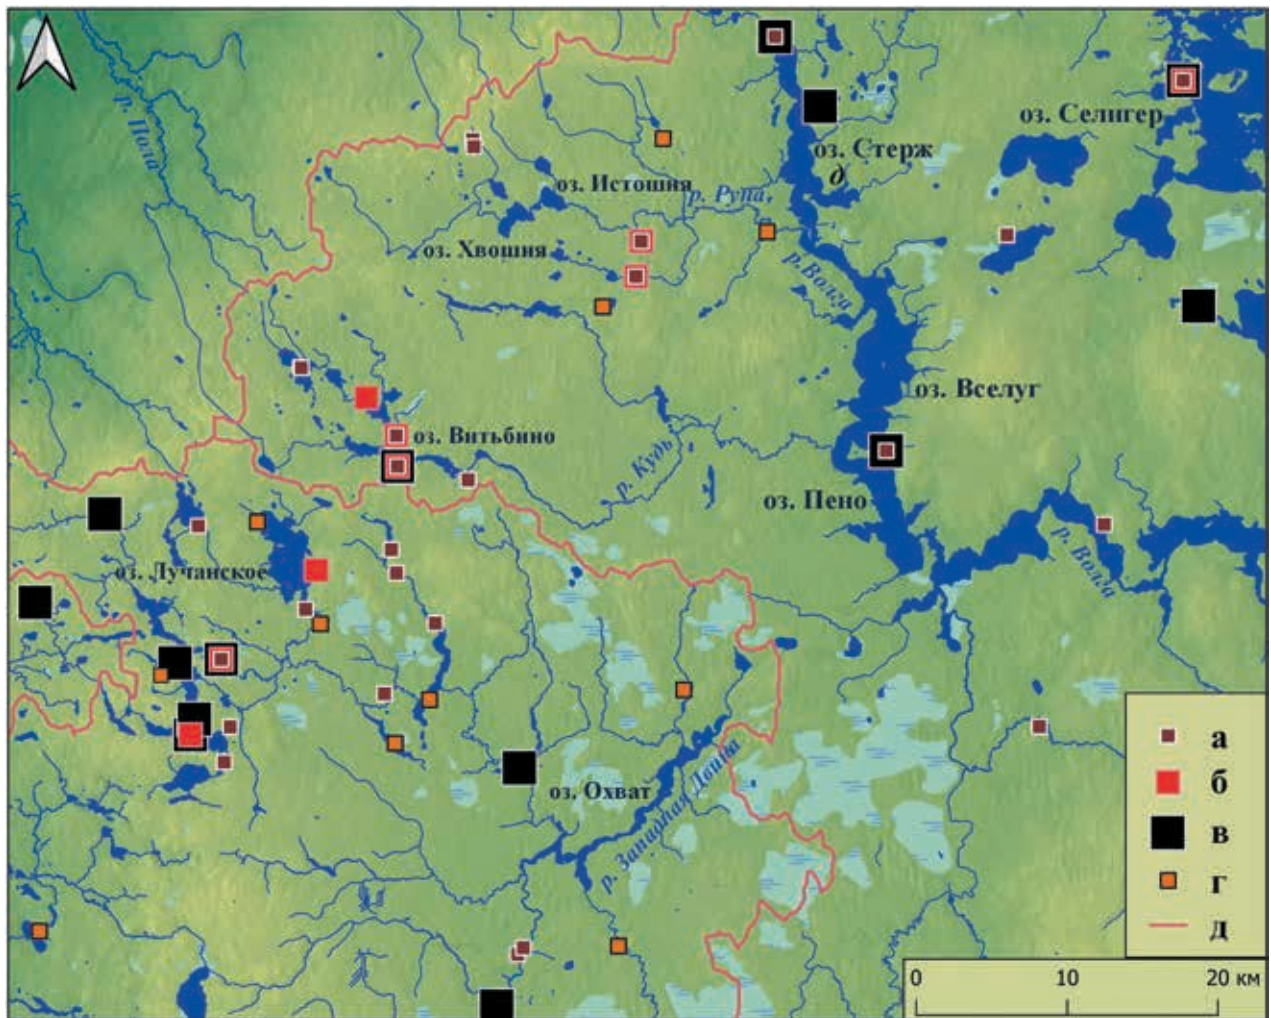 р. Пола
оз. Селигер
оз. Стерж
д
оз. Истошня
р. Рупа
оз. Хвошня
р. Волга
оз. Вселуг
оз. Витьбино
р. Кудь
оз. Пено
р. Волга
оз. Лучанское
оз. Охват
р. Западная Двина
а
б
в
г
д
0 10 20 км